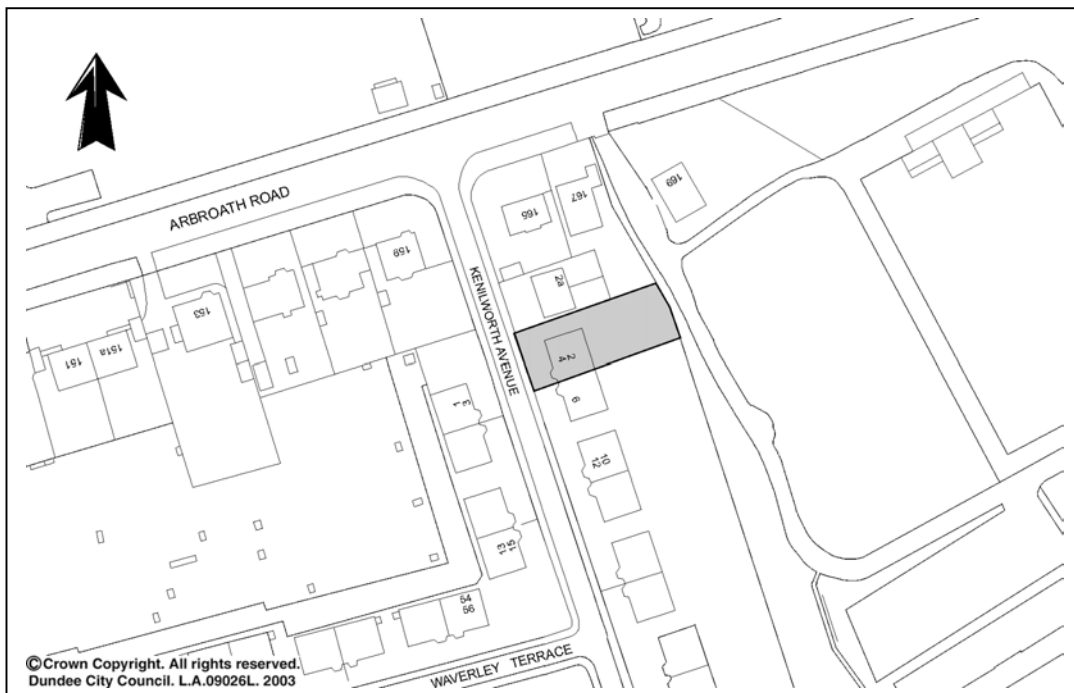 ARBROATH ROAD
KENILWORTH AVENUE
WAVERLEY TERRACE
169
167
165
2a
159
153
151a
151
2
4
6
1
3
10
12
13
15
54
56
©Crown Copyright. All rights reserved.
Dundee City Council. L.A.09026L. 2003